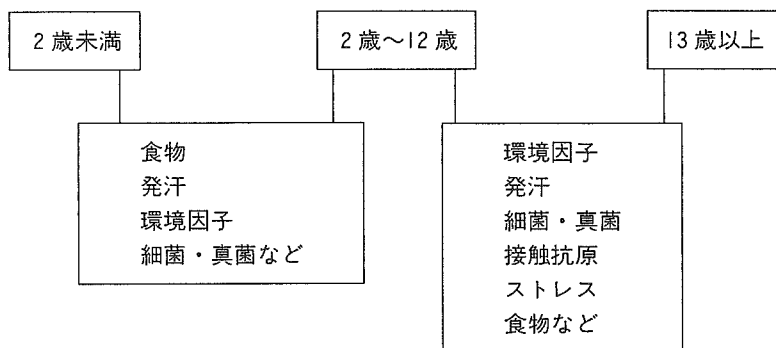 2歳未満
2歳〜12歳
13歳以上
食物
発汗
環境因子
細菌・真菌など
環境因子
発汗
細菌・真菌
接触抗原
ストレス
食物など